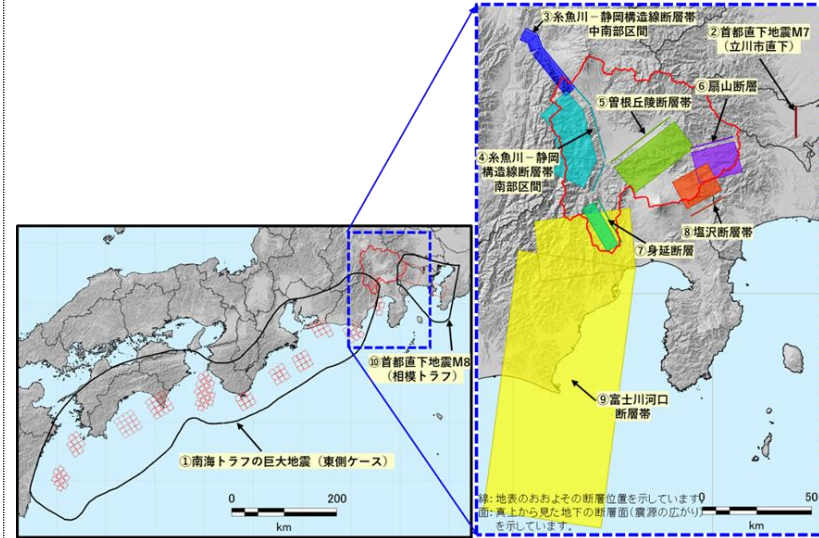 ③糸魚川－静岡構造線断層帯
中南部区間
②首都直下地震M7
（立川市直下）
⑥扇山断層
⑤曽根丘陵断層帯
④糸魚川－静岡
構造線断層帯
南部区間
⑧塩沢断層帯
⑦身延断層
⑩首都直下地震M8
（相模トラフ）
⑨富士川河口
断層帯
①南海トラフの巨大地震（東側ケース）
0 200
km
線：地表のおおよその断層位置を示しています
面：真上から見た地下の断層面（震源の広がり）
を示しています。
0 50
km